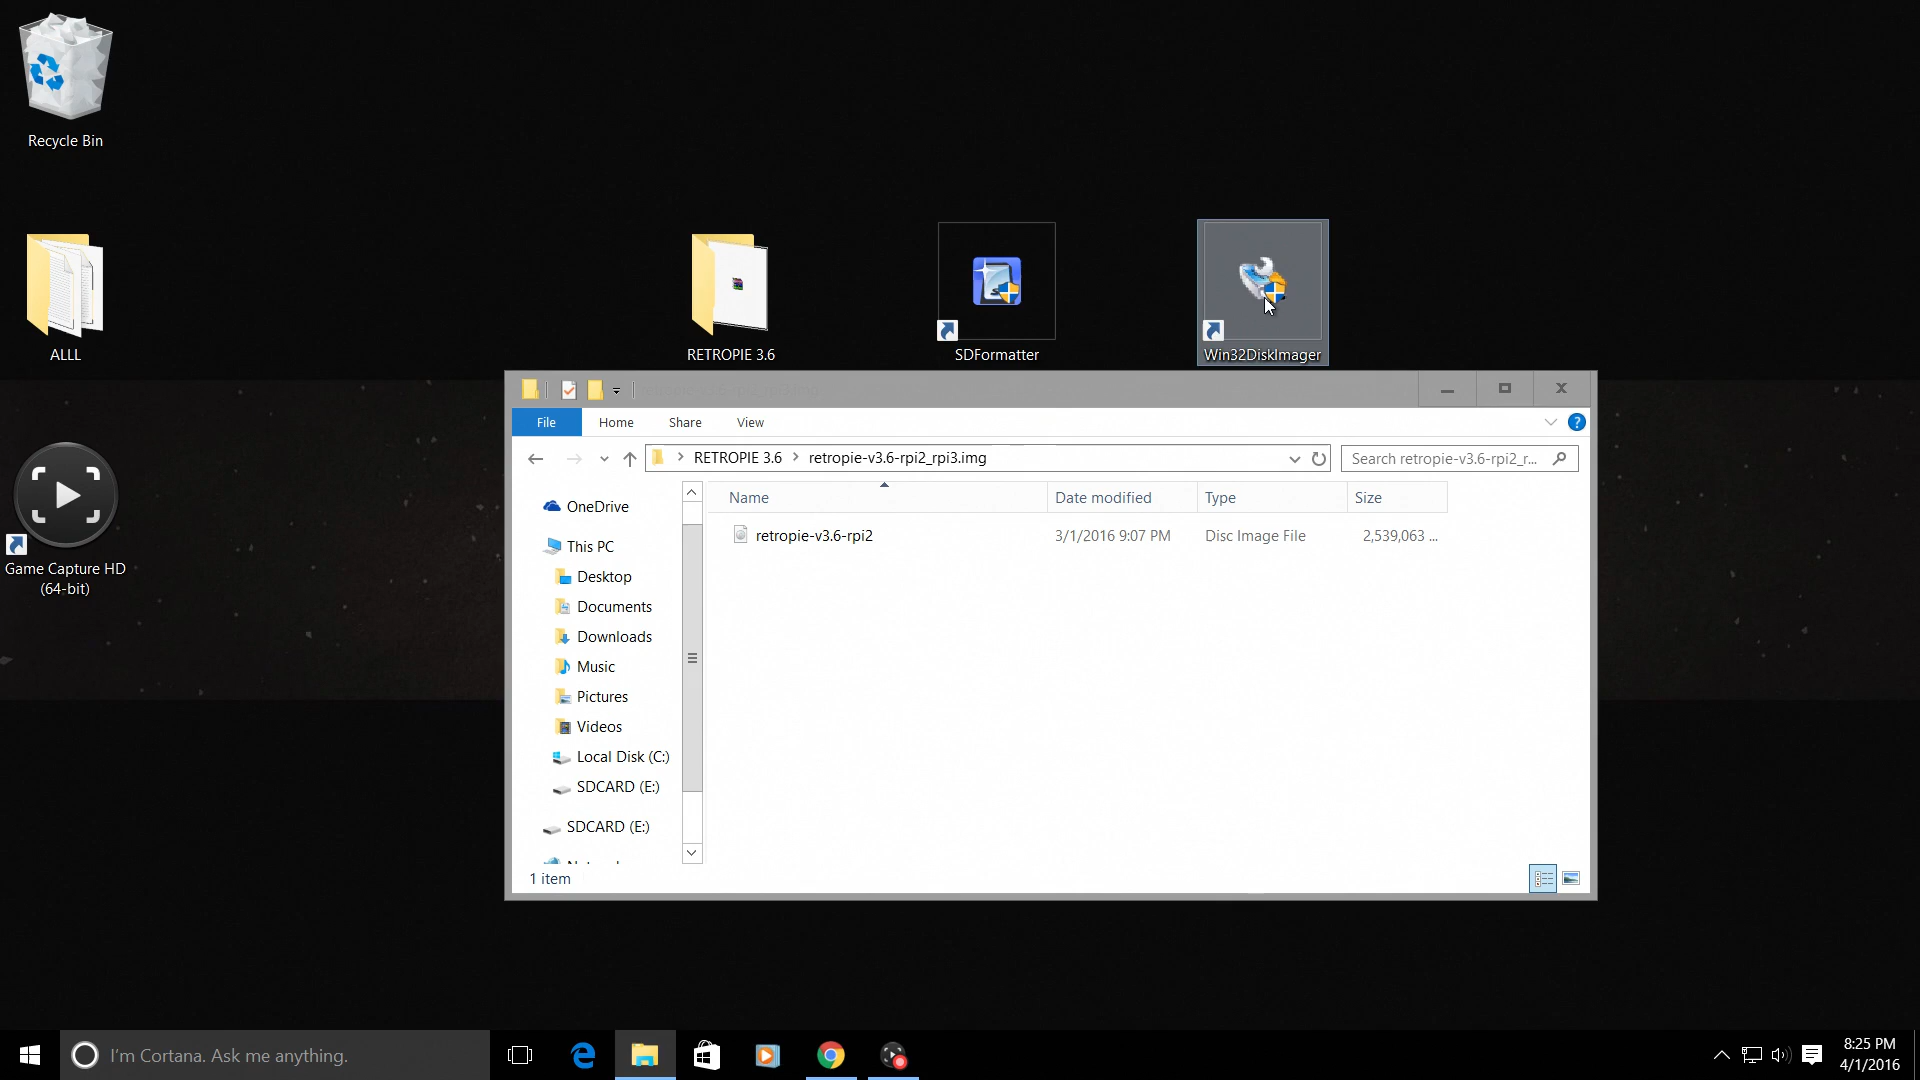 Recycle Bin
ALLL
RETROPIE 3.6
SDFormatter
Win32DiskImager
Game Capture HD
(64-bit)
File
Home
Share
View
RETROPIE 3.6
retropie-v3.6-rpi2_rpi3.img
Search retropie-v3.6-rpi2_r...
OneDrive
This PC
Desktop
Documents
Downloads
Music
Pictures
Videos
Local Disk (C:)
SDCARD (E:)
SDCARD (E:)
Name
Date modified
Type
Size
retropie-v3.6-rpi2
3/1/2016 9:07 PM
Disc Image File
2,539,063 ...
1 item
I'm Cortana. Ask me anything.
8:25 PM
4/1/2016